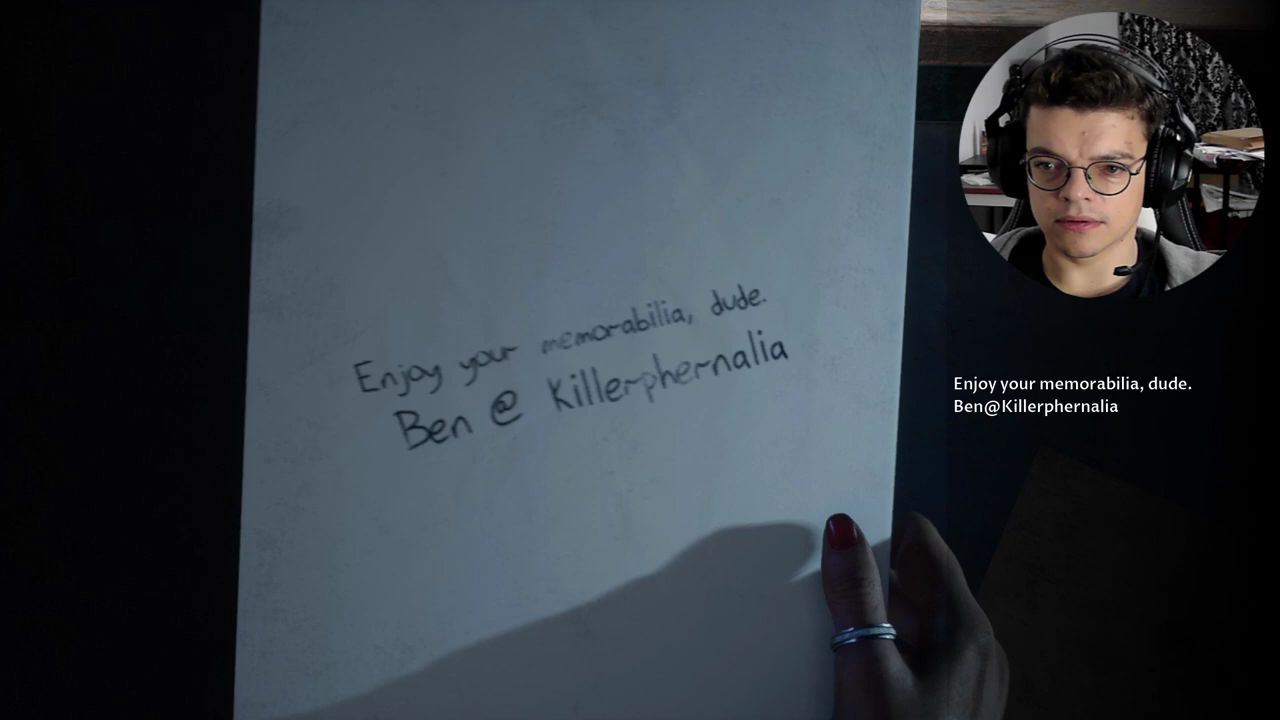 Enjoy your memorabilia, dude.
Ben @ Killerphernalia
Enjoy your memorabilia, dude.
Ben@Killerphernalia